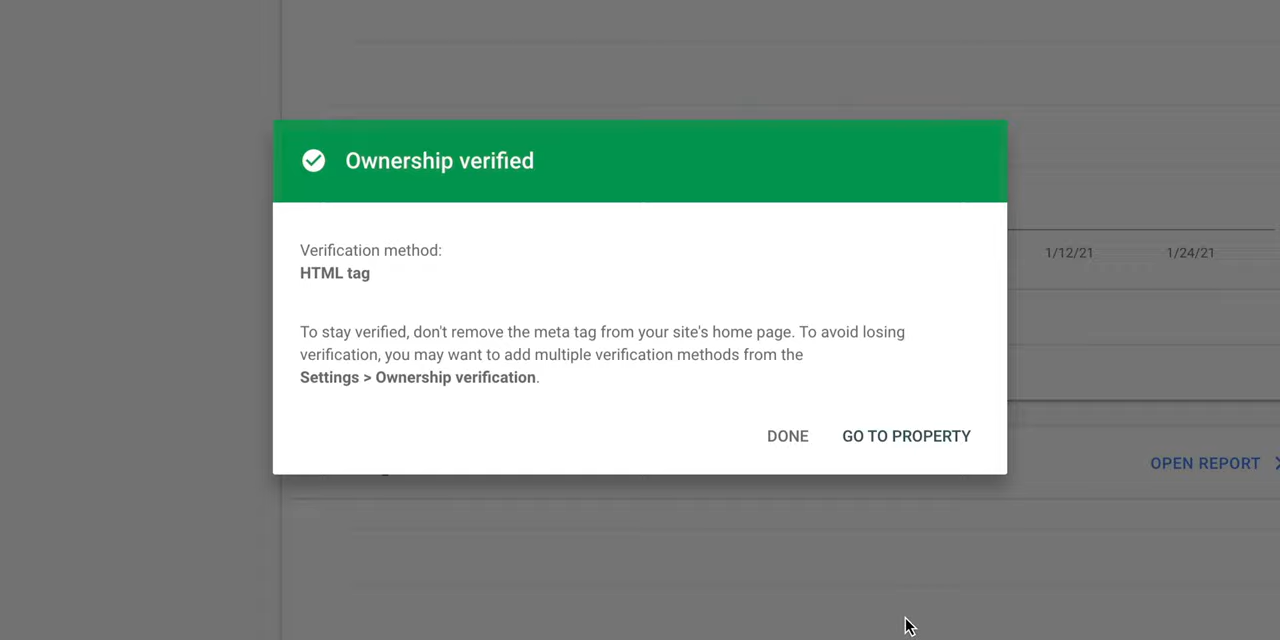 Ownership verified
Verification method:
HTML tag
1/12/21
1/24/21
To stay verified, don't remove the meta tag from your site's home page. To avoid losing
verification, you may want to add multiple verification methods from the
Settings > Ownership verification.
DONE
GO TO PROPERTY
OPEN REPORT